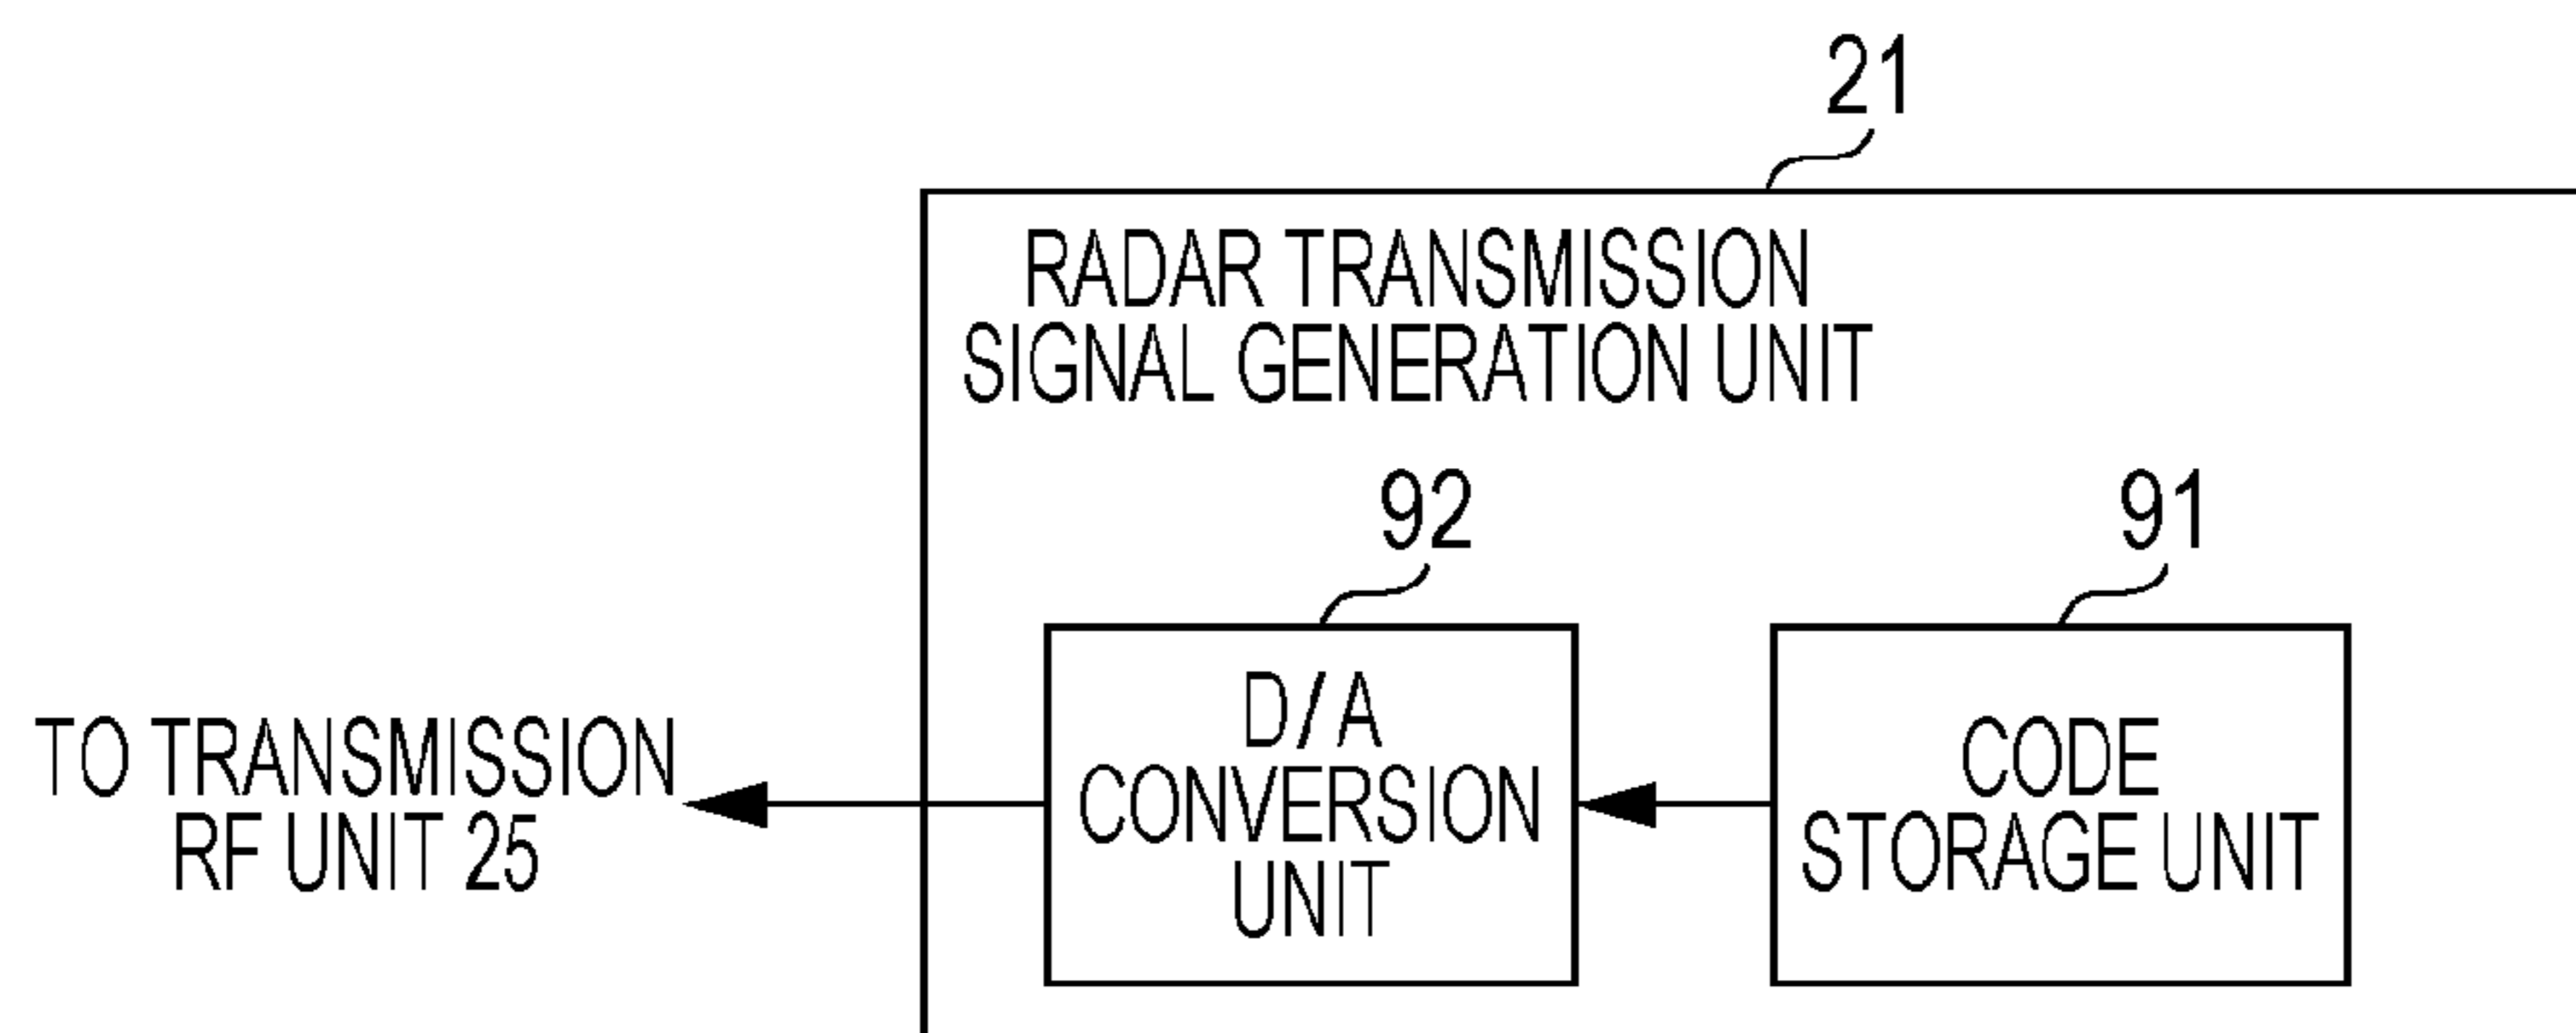 21
RADAR TRANSMISSION
SIGNAL GENERATION UNIT
92
91
D/A
CONVERSION
UNIT
CODE
STORAGE UNIT
TO TRANSMISSION
RF UNIT 25